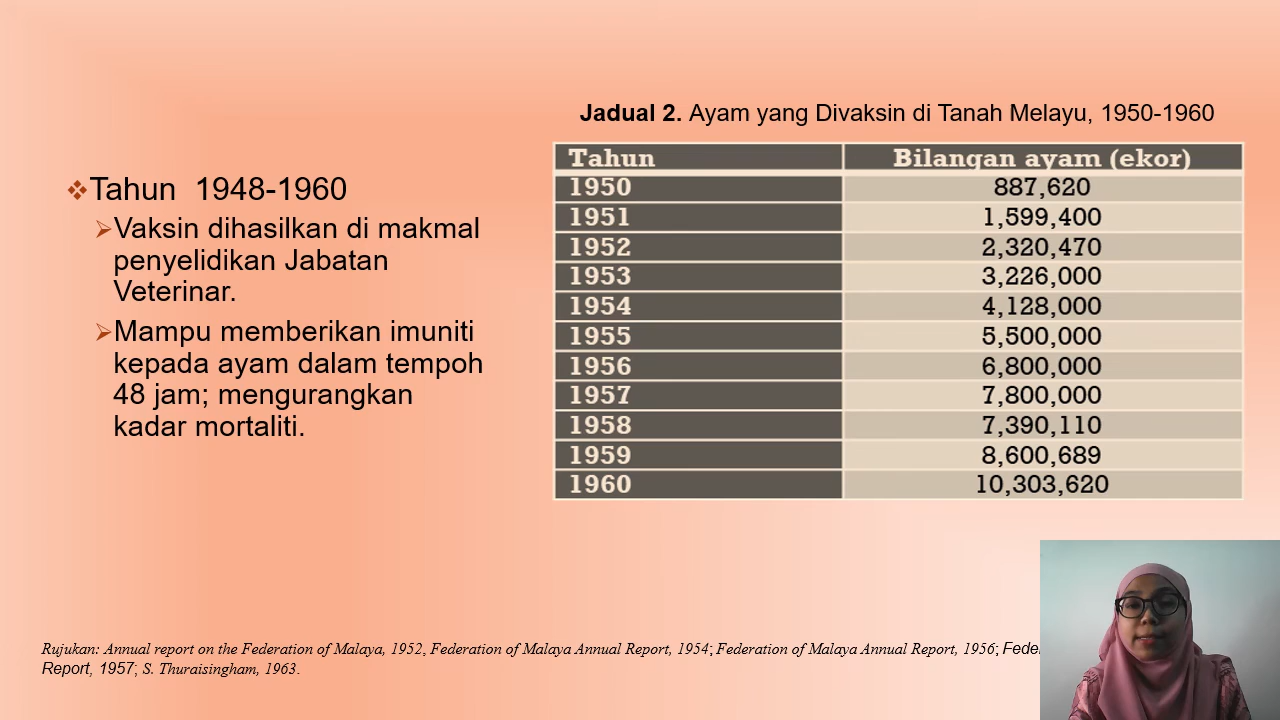 Jadual 2. Ayam yang Divaksin di Tanah Melayu, 1950-1960
❖Tahun 1948-1960
➢Vaksin dihasilkan di makmal
penyelidikan Jabatan
Veterinar.
➢Mampu memberikan imuniti
kepada ayam dalam tempoh
48 jam; mengurangkan
kadar mortaliti.
Tahun Bilangan ayam (ekor)
1950 887,620
1951 1,599,400
1952 2,320,470
1953 3,226,000
1954 4,128,000
1955 5,500,000
1956 6,800,000
1957 7,800,000
1958 7,390,110
1959 8,600,689
1960 10,303,620
Rujukan: Annual report on the Federation of Malaya, 1952, Federation of Malaya Annual Report, 1954; Federation of Malaya Annual Report, 1956;
Report, 1957; S. Thuraisingham, 1963.